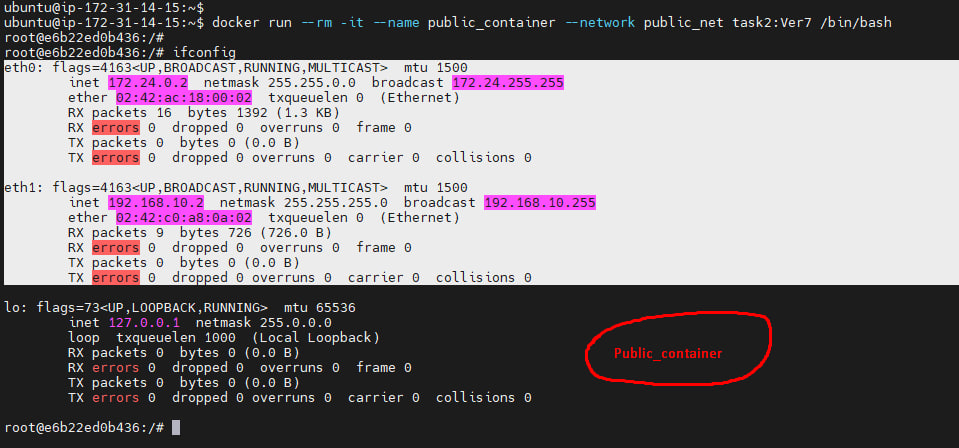 ubuntu@ip-172-31-14-15:~$
ubuntu@ip-172-31-14-15:~$ docker run --rm -it --name public_container --network public_net task2:Ver7 /bin/bash
root@e6b22ed0b436:/#
root@e6b22ed0b436:/# ifconfig
eth0: flags=4163<UP,BROADCAST,RUNNING,MULTICAST>  mtu 1500
        inet 172.24.0.2  netmask 255.255.0.0  broadcast 172.24.255.255
        ether 02:42:ac:18:00:02  txqueuelen 0  (Ethernet)
        RX packets 16  bytes 1392 (1.3 KB)
        RX errors 0  dropped 0  overruns 0  frame 0
        TX packets 0  bytes 0 (0.0 B)
        TX errors 0  dropped 0 overruns 0  carrier 0  collisions 0
eth1: flags=4163<UP,BROADCAST,RUNNING,MULTICAST>  mtu 1500
        inet 192.168.10.2  netmask 255.255.255.0  broadcast 192.168.10.255
        ether 02:42:c0:a8:0a:02  txqueuelen 0  (Ethernet)
        RX packets 9  bytes 726 (726.0 B)
        RX errors 0  dropped 0  overruns 0  frame 0
        TX packets 0  bytes 0 (0.0 B)
        TX errors 0  dropped 0 overruns 0  carrier 0  collisions 0
lo: flags=73<UP,LOOPBACK,RUNNING>  mtu 65536
        inet 127.0.0.1  netmask 255.0.0.0
        loop  txqueuelen 1000  (Local Loopback)
        RX packets 0  bytes 0 (0.0 B)
        RX errors 0  dropped 0  overruns 0  frame 0
        TX packets 0  bytes 0 (0.0 B)
        TX errors 0  dropped 0 overruns 0  carrier 0  collisions 0
Public_container
root@e6b22ed0b436:/#